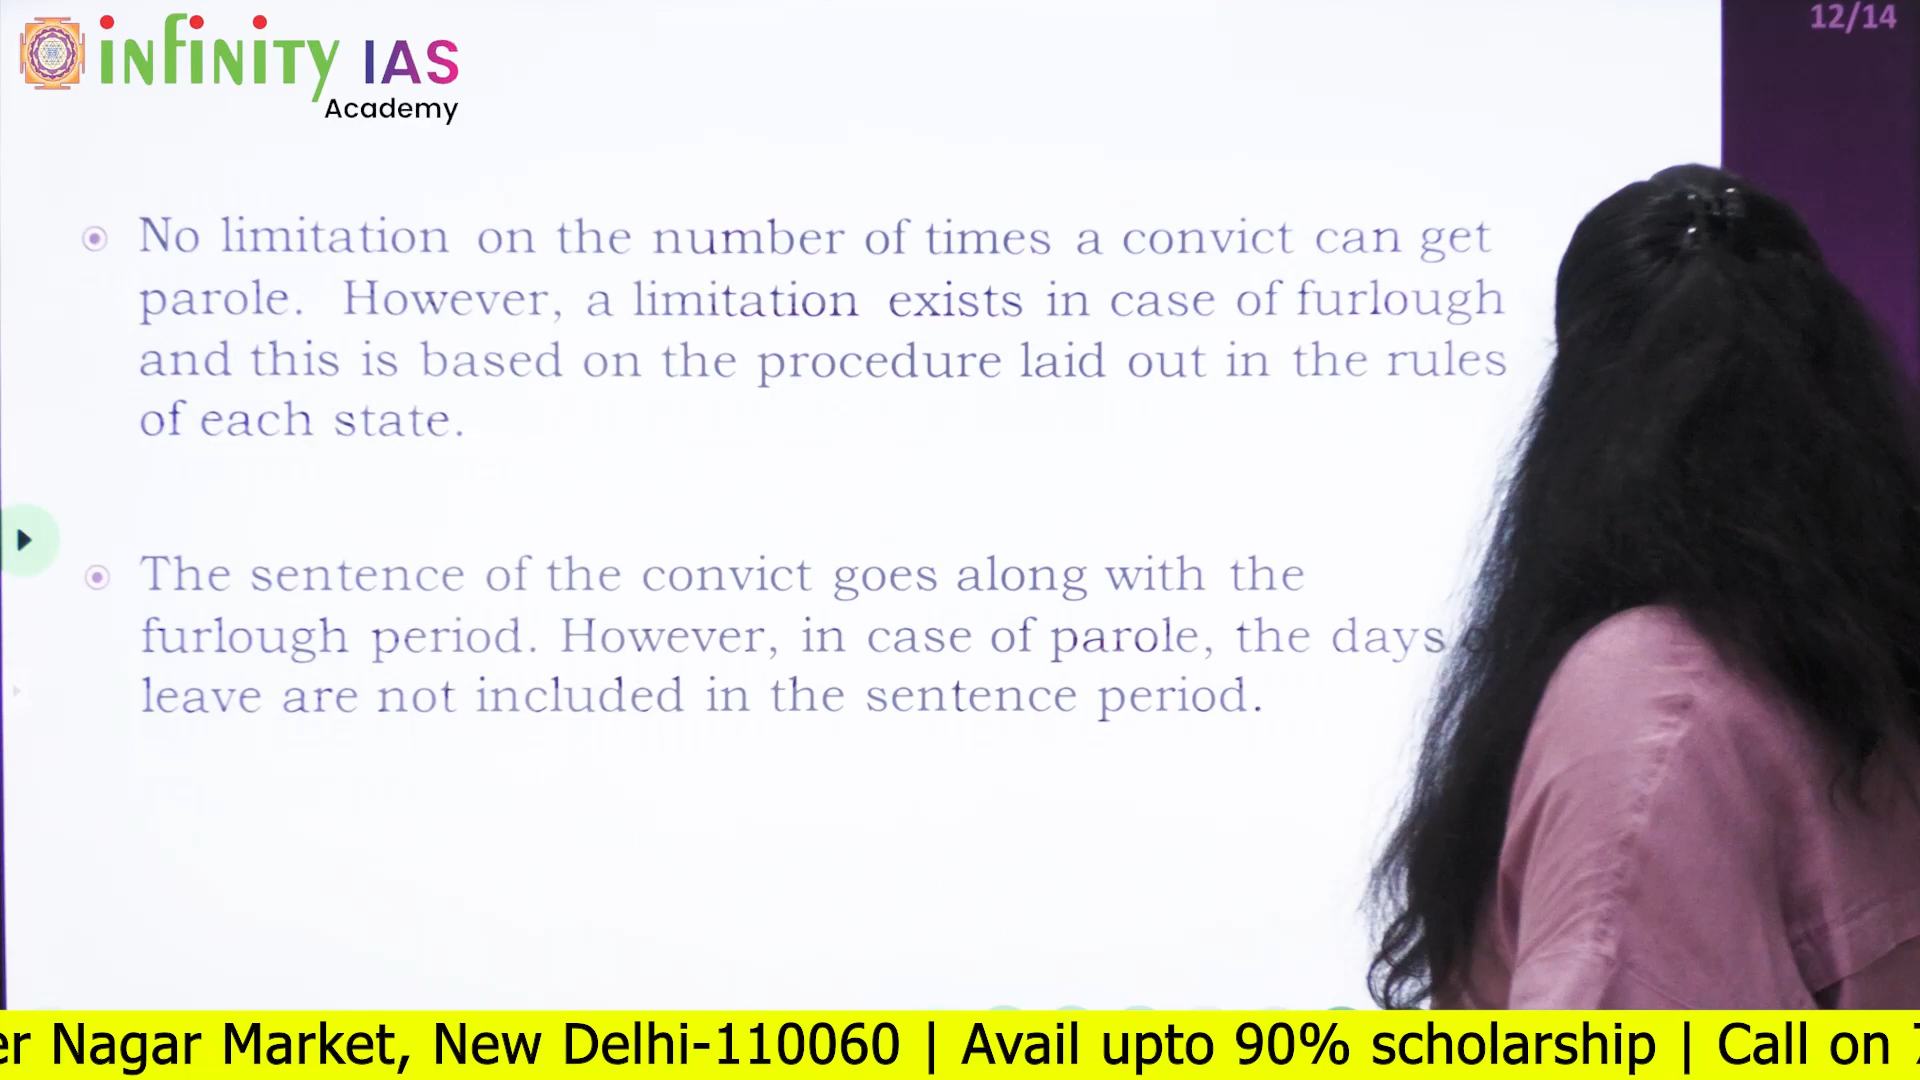 12/14
infinity IAS
Academy
No limitation on the number of times a convict can get
parole. However, a limitation exists in case of furlough
and this is based on the procedure laid out in the rules
of each state.
The sentence of the convict goes along with the
furlough period. However, in case of parole, the days
leave are not included in the sentence period.
er Nagar Market, New Delhi-110060 | Avail upto 90% scholarship | Call on 7